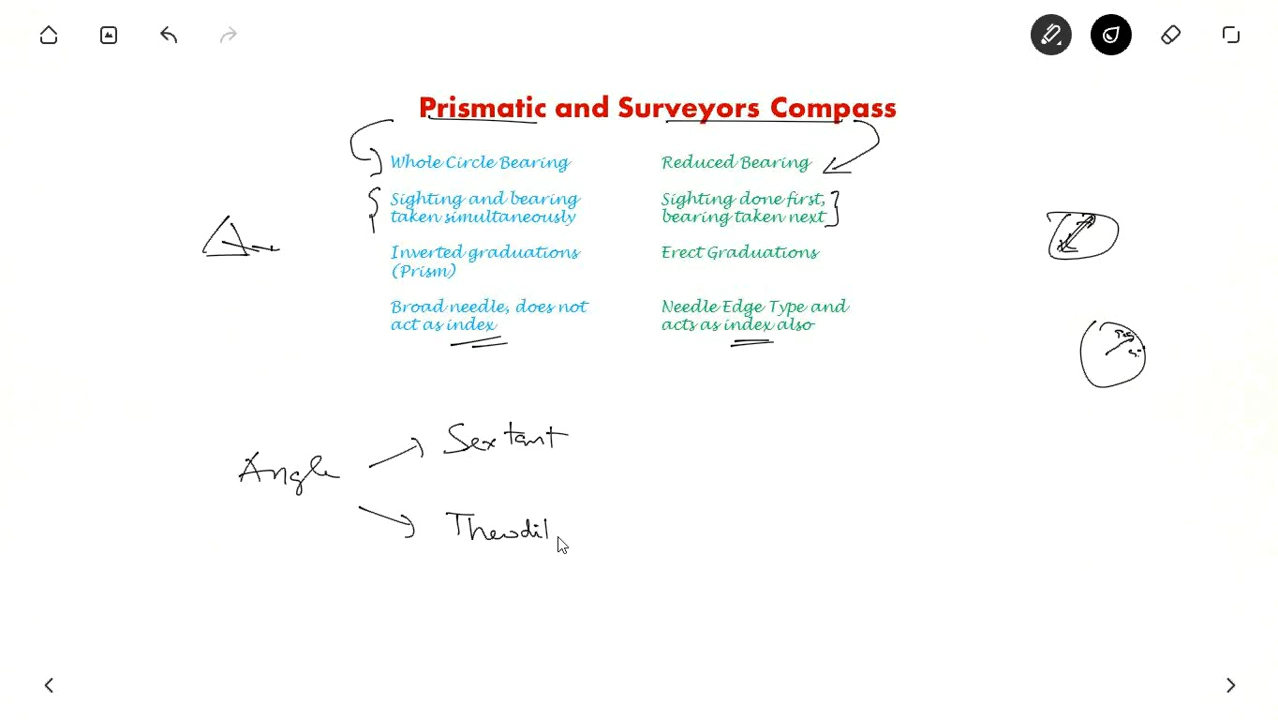 Prismatic and Surveyors Compass
Whole Circle Bearing
Reduced Bearing
Sighting and bearing
taken simultaneously
Sighting done first,
bearing taken next
Inverted graduations
(Prism)
Erect Graduations
Broad needle, does not
act as index
Needle Edge Type and
acts as index also
Angle
Sextant
Theodil